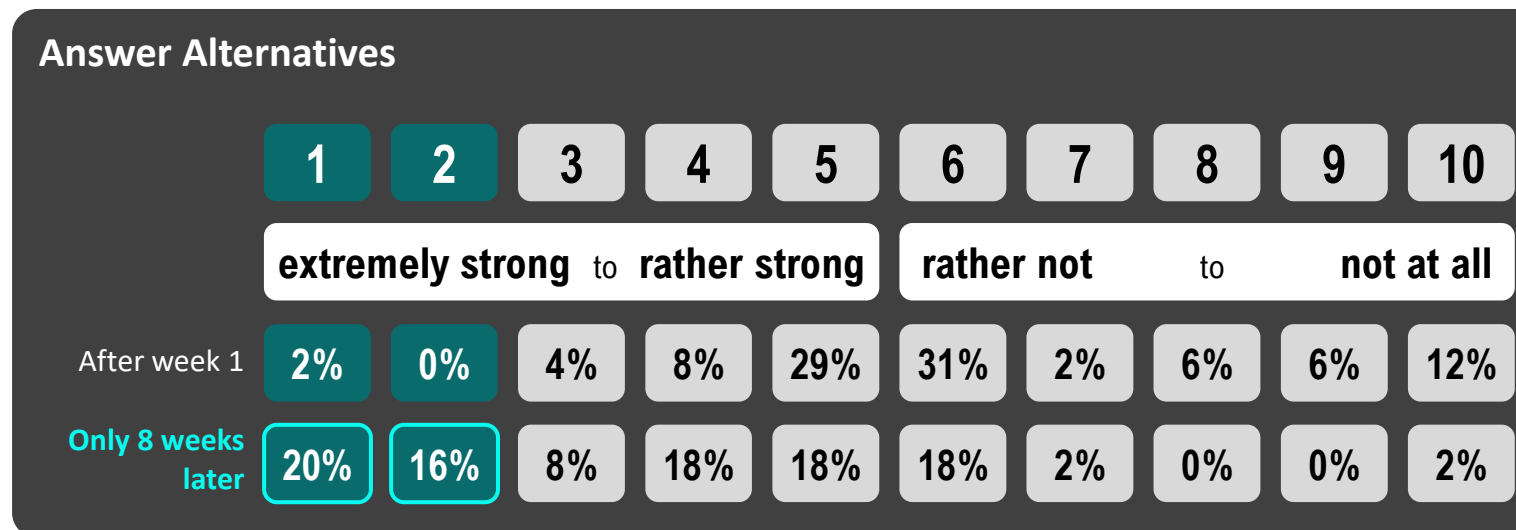 Answer Alternatives
1 2 3 4 5 6 7 8 9 10
extremely strong to rather strong rather not to not at all
After week 1 2% 0% 4% 8% 29% 31% 2% 6% 6% 12%
Only 8 weeks
later 20% 16% 8% 18% 18% 18% 2% 0% 0% 2%